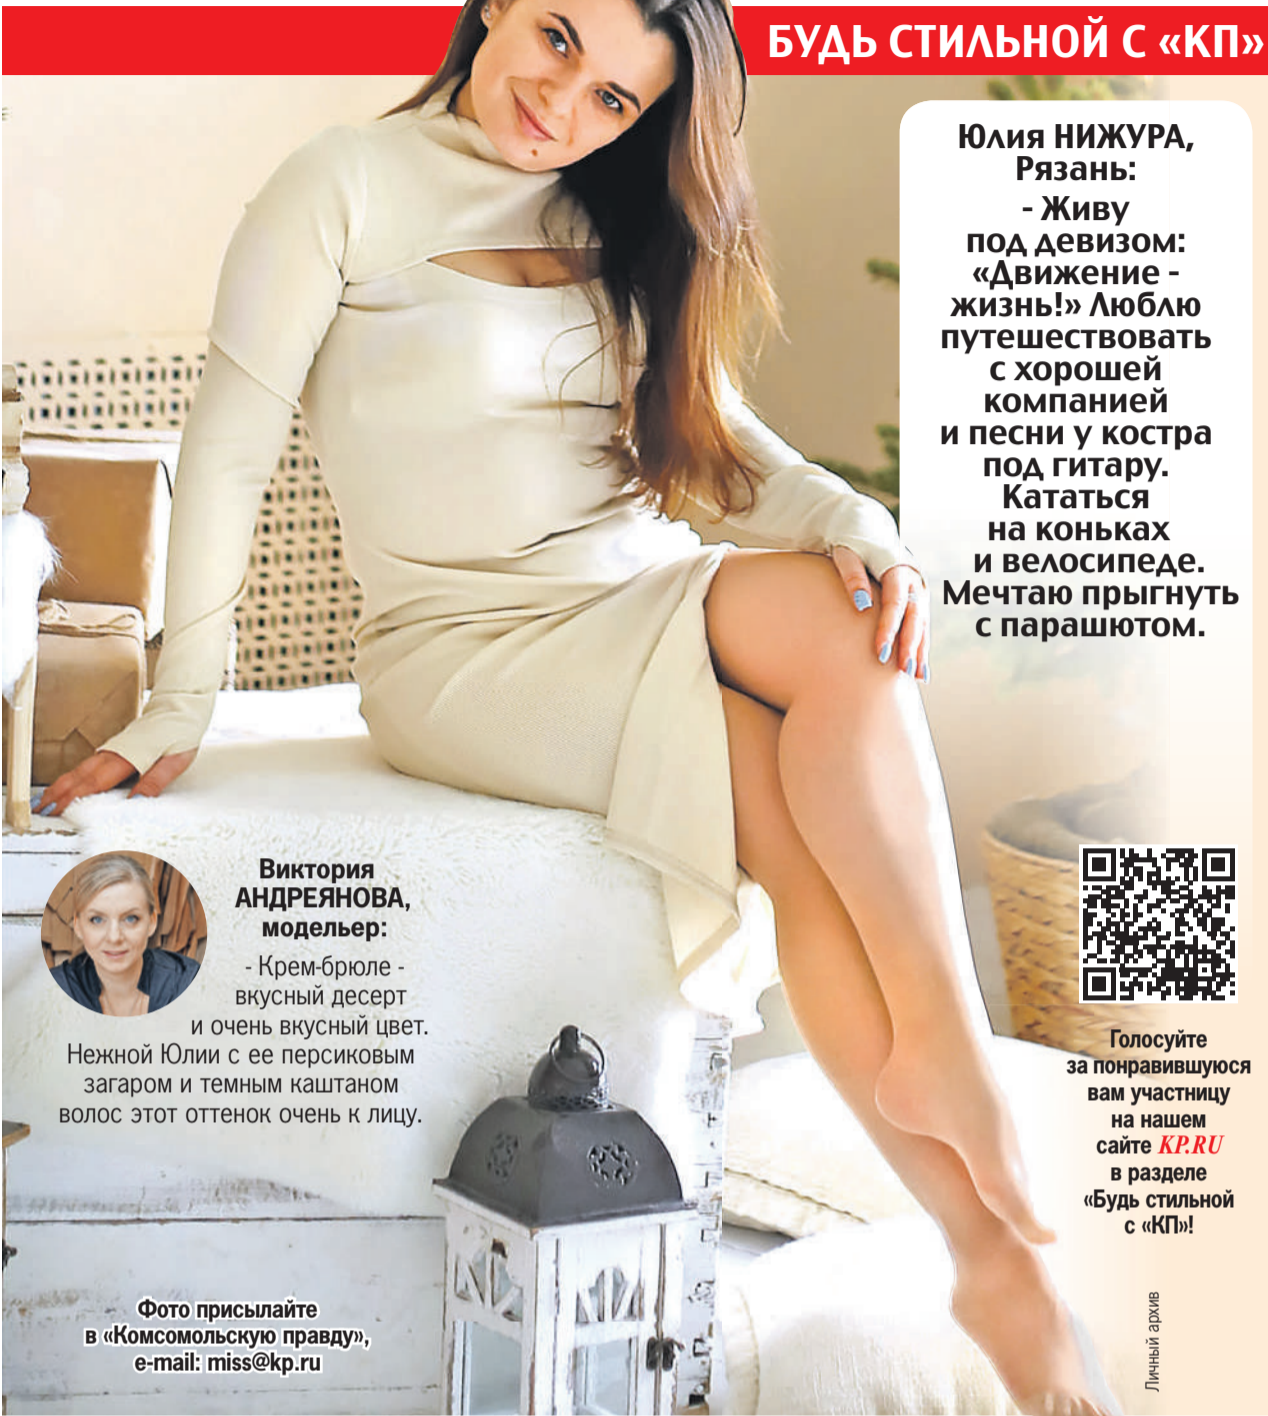 БУДЬ СТИЛЬНОЙ С «КП»
Юлия НИЖУРА,
Рязань:
- Живу
под девизом:
«Движение -
жизнь!» Люблю
путешествовать
с хорошей
компанией
и песни у костра
под гитару.
Кататься
на коньках
и велосипеде.
Мечтаю прыгнуть
с парашютом.
Виктория
АНДРЕЯНОВА,
модельер:
- Крем-брюле -
вкусный десерт
и очень вкусный цвет.
Нежной Юлии с ее персиковым
загаром и темным каштаном
волос этот оттенок очень к лицу.
Голосуйте
за понравившуюся
вам участницу
на нашем
сайте KP.RU
в разделе
«Будь стильной
с «КП»!
Фото присылайте
в «Комсомольскую правду»,
e-mail: miss@kp.ru
Личный архив